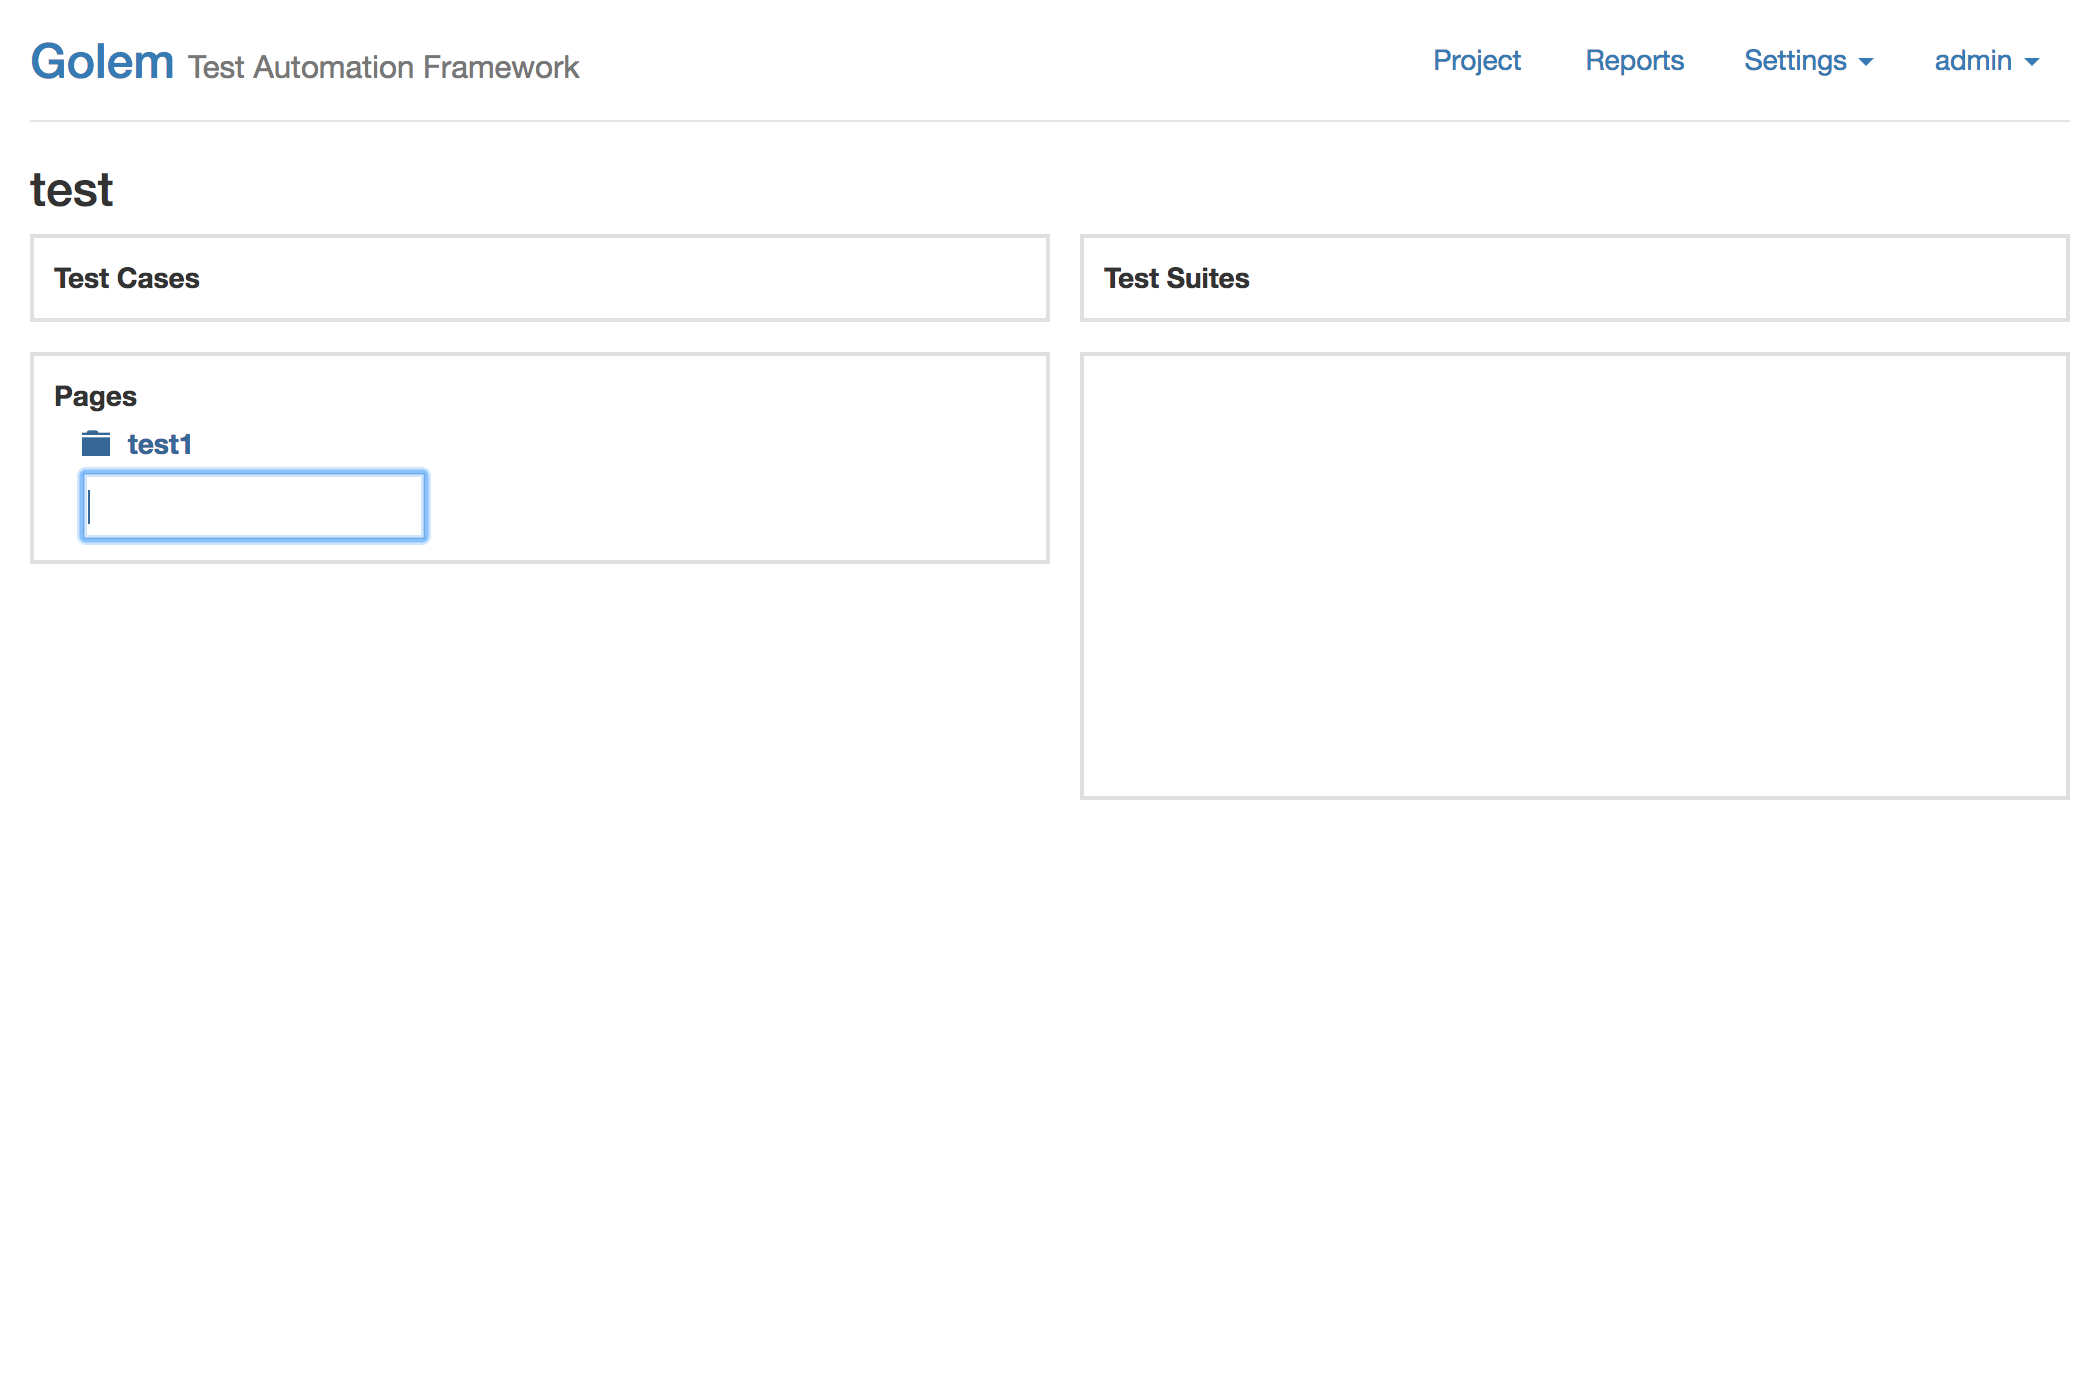 Golem Test Automation Framework
Project Reports Settings admin
test
Test Cases
Test Suites
Pages
test1